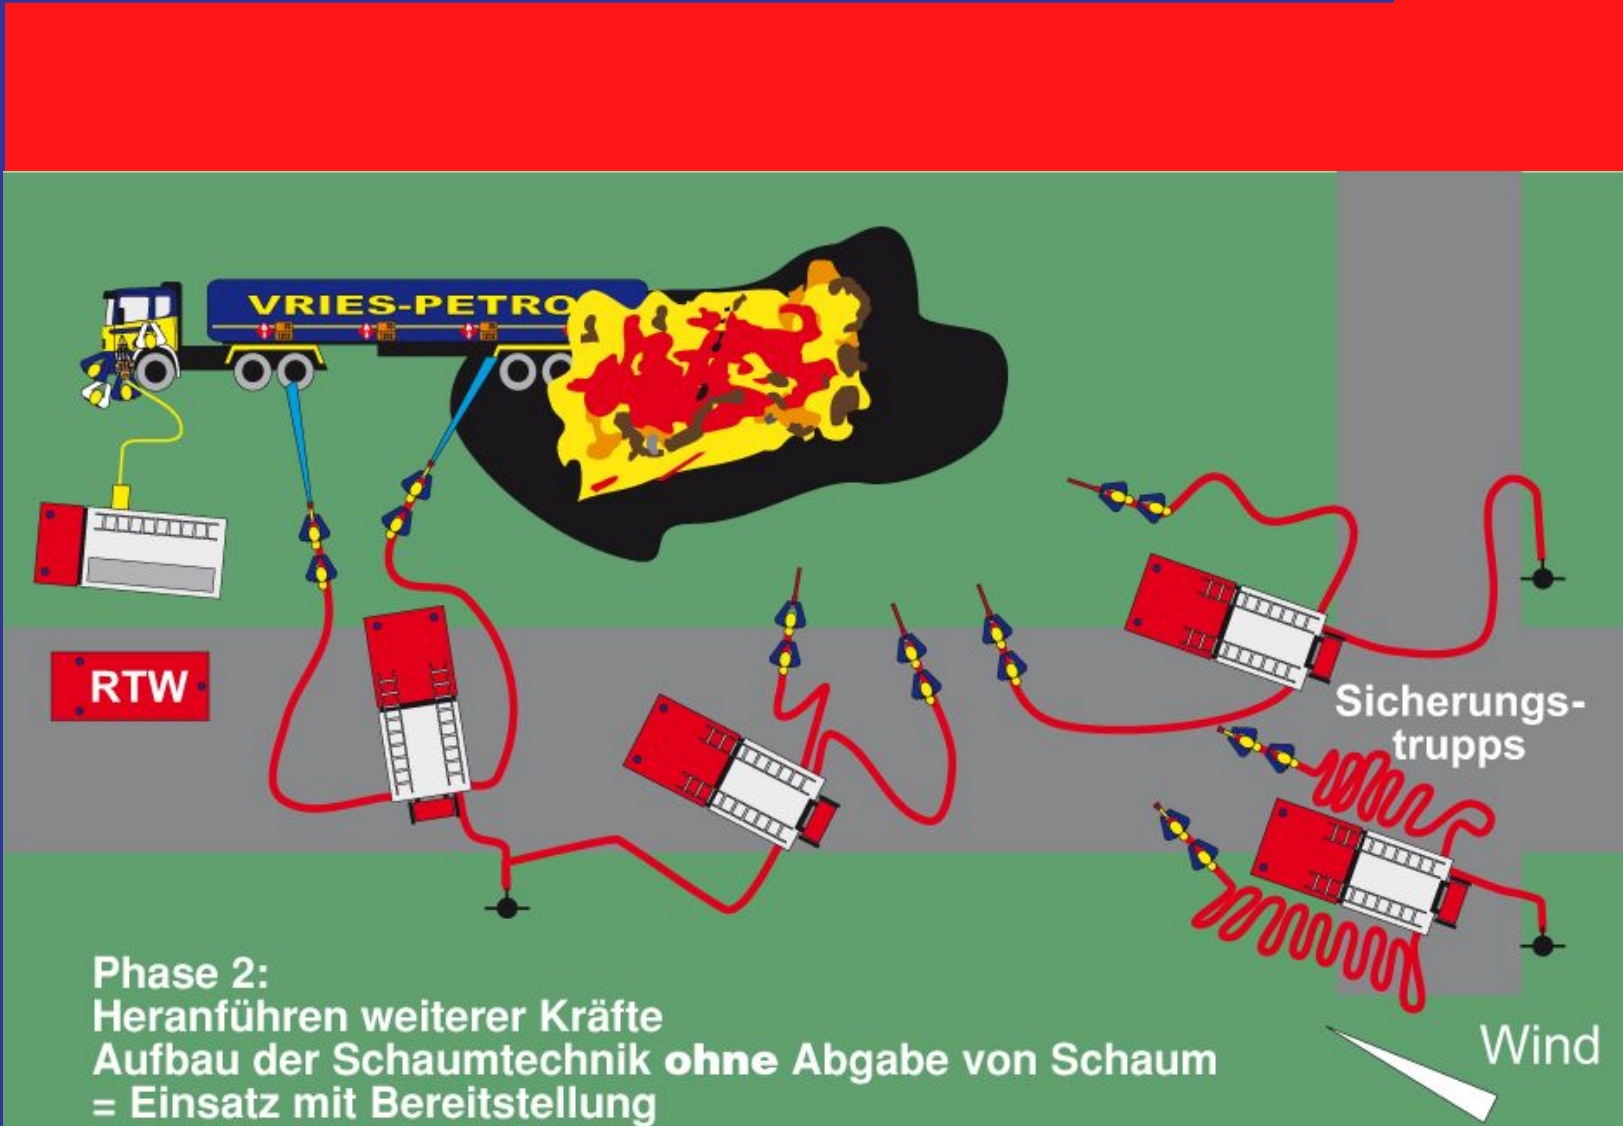 VRIES-PETRO
RTW
Sicherungs-
trupps
Phase 2:
Heranführen weiterer Kräfte
Aufbau der Schaumtechnik ohne Abgabe von Schaum
= Einsatz mit Bereitstellung
Wind